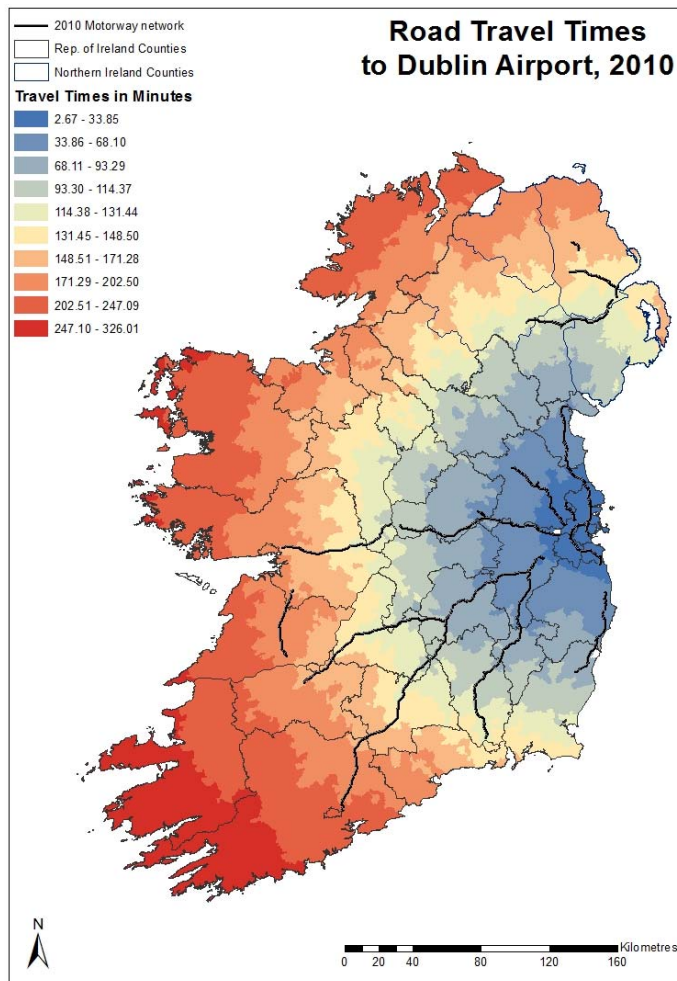 Road Travel Times
to Dublin Airport, 2010
2010 Motorway network
Rep. of Ireland Counties
Northern Ireland Counties
Travel Times in Minutes
2.67 - 33.85
33.86 - 68.10
68.11 - 93.29
93.30 - 114.37
114.38 - 131.44
131.45 - 148.50
148.51 - 171.28
171.29 - 202.50
202.51 - 247.09
247.10 - 326.01
N
Kilometres
0 20 40 80 120 160